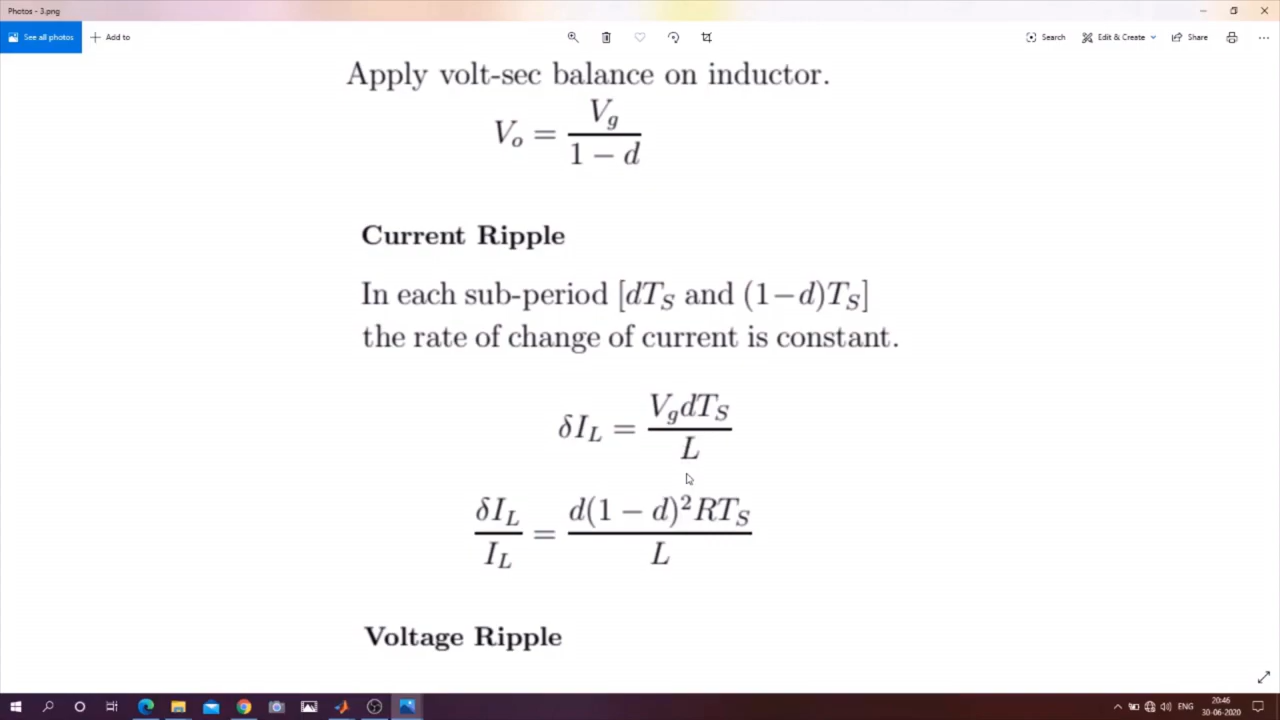 Photos - 3.png
See all photos
Add to
Search
Edit & Create
Share
Apply volt-sec balance on inductor.
V_o = V_g / (1 − d)
Current Ripple
In each sub-period [dT_S and (1−d)T_S]
the rate of change of current is constant.
δI_L = V_g dT_S / L
δI_L / I_L = d(1 − d)²RT_S / L
Voltage Ripple
ENG
20:46
30-06-2020